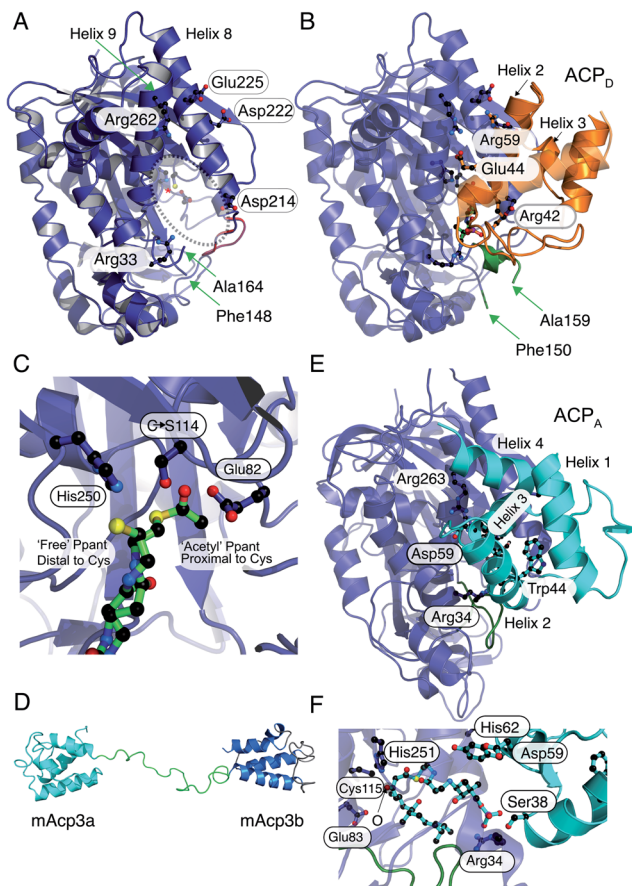 A
Helix 9
Helix 8
Glu225
Arg262
Asp222
Asp214
Arg33
Ala164
Phe148
B
Helix 2
ACPD
Helix 3
Arg59
Glu44
Arg42
Ala159
Phe150
C
C→S114
Glu82
His250
'Free' Ppant
Distal to Cys
'Acetyl' Ppant
Proximal to Cys
E
ACPA
Helix 4
Helix 1
Arg263
Helix 3
Asp59
Trp44
Arg34
Helix 2
D
mAcp3a
mAcp3b
F
His62
His251
Asp59
Cys115
O
Ser38
Glu83
Arg34